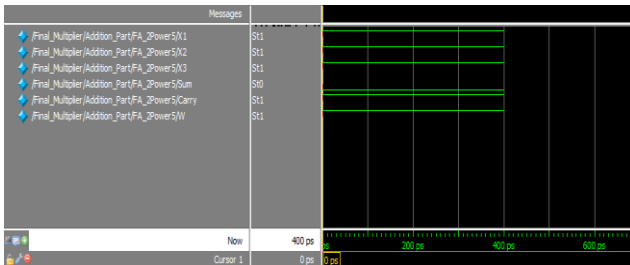 Messages
/Final_Multiplier/Addition_Part/FA_2Power5/X1 St1
/Final_Multiplier/Addition_Part/FA_2Power5/X2 St1
/Final_Multiplier/Addition_Part/FA_2Power5/X3 St1
/Final_Multiplier/Addition_Part/FA_2Power5/Sum St0
/Final_Multiplier/Addition_Part/FA_2Power5/Carry St1
/Final_Multiplier/Addition_Part/FA_2Power5/W St1
Now 400 ps ps 200 ps 400 ps 600 ps
Cursor 1 0 ps 0 ps